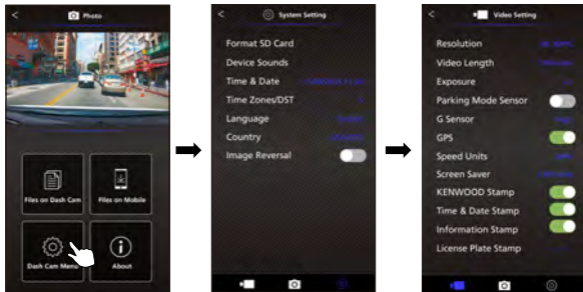 Photo
Files on Dash Cam
Files on Mobile
Dash Cam Menu
About
System Setting
Format SD Card
Device Sounds
Time & Date
Time Zones/DST
Language
Country
Image Reversal
Video Setting
Resolution
Video Length
Exposure
Parking Mode Sensor
G Sensor
GPS
Speed Units
Screen Saver
KENWOOD Stamp
Time & Date Stamp
Information Stamp
License Plate Stamp